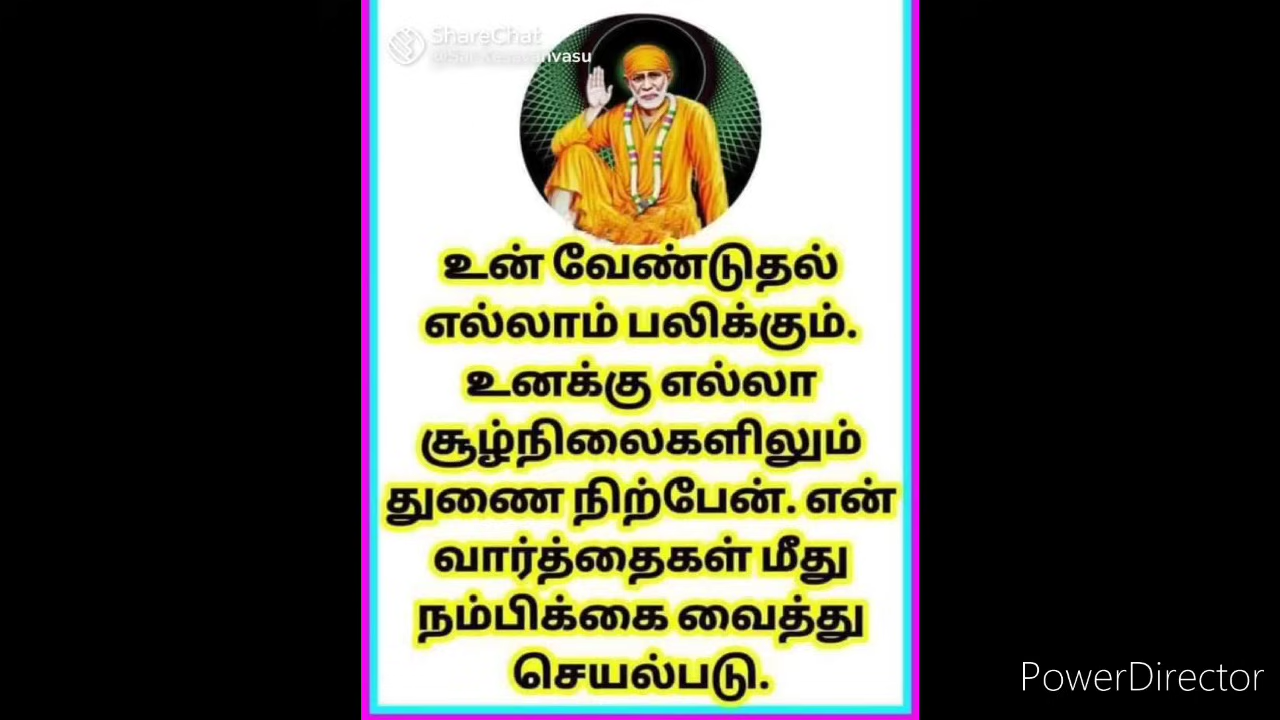 ShareChat
உன் வேண்டுதல்
எல்லாம் பலிக்கும்.
உனக்கு எல்லா
சூழ்நிலைகளிலும்
துணை நிற்பேன். என்
வார்த்தைகள் மீது
நம்பிக்கை வைத்து
செயல்படு.
PowerDirector